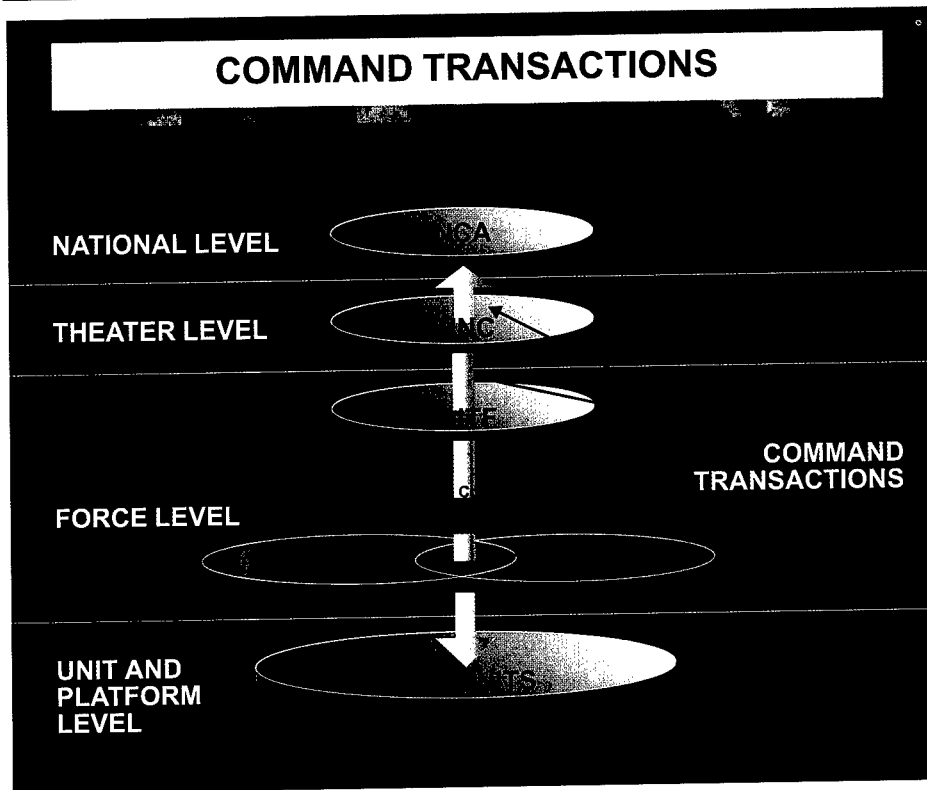 COMMAND TRANSACTIONS
NATIONAL LEVEL
NCA
THEATER LEVEL
COMMAND
TRANSACTIONS
FORCE LEVEL
UNIT AND
PLATFORM
LEVEL